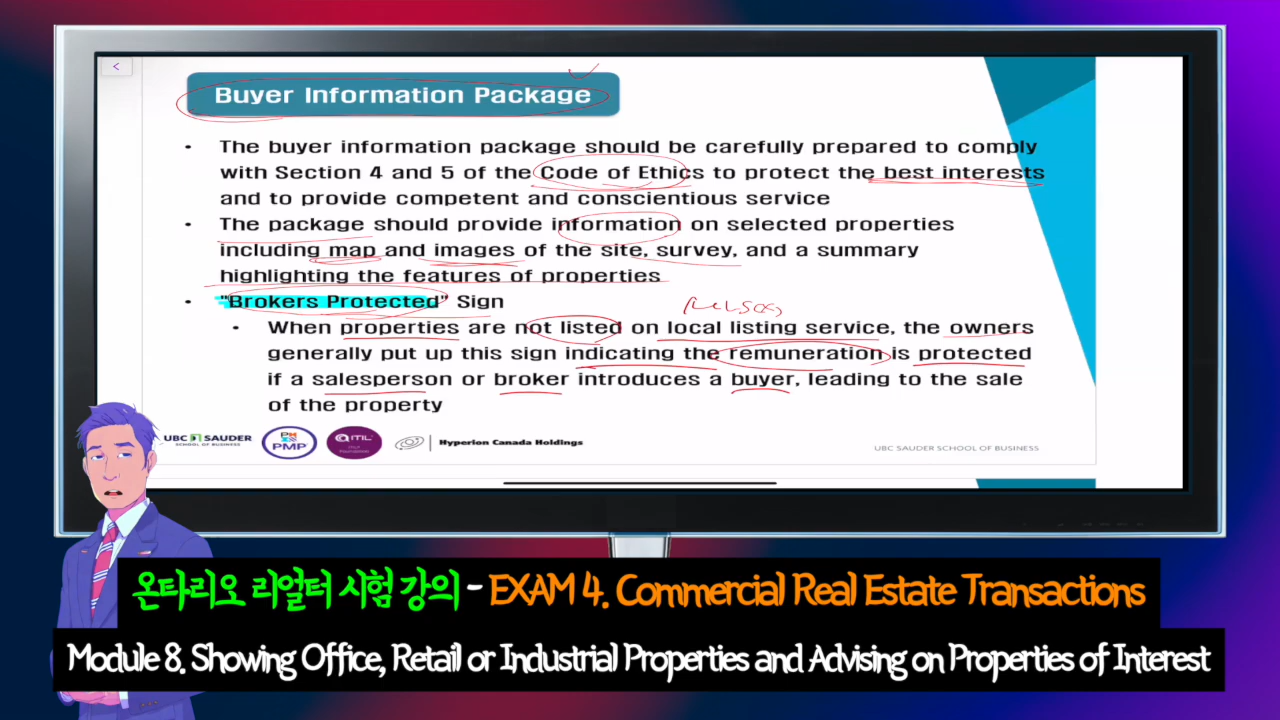 Buyer Information Package
• The buyer information package should be carefully prepared to comply
with Section 4 and 5 of the Code of Ethics to protect the best interests
and to provide competent and conscientious service
• The package should provide information on selected properties
including map and images of the site, survey, and a summary
highlighting the features of properties
• "Brokers Protected" Sign
• When properties are not listed on local listing service, the owners
generally put up this sign indicating the remuneration is protected
if a salesperson or broker introduces a buyer, leading to the sale
of the property
UBC SAUDER
SCHOOL OF BUSINESS
PMP
ITIL
Foundation
Hyperion Canada Holdings
UBC SAUDER SCHOOL OF BUSINESS
온타리오 리얼터 시험 강의 - EXAM 4. Commercial Real Estate Transactions
Module 8. Showing Office, Retail or Industrial Properties and Advising on Properties of Interest